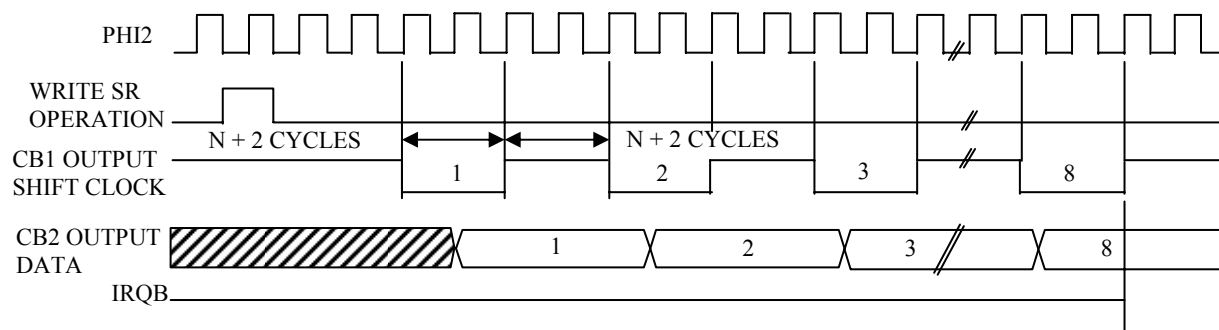 PHI2
WRITE SR
OPERATION
N + 2 CYCLES
N + 2 CYCLES
CB1 OUTPUT
SHIFT CLOCK
1
2
3
8
CB2 OUTPUT
DATA
1
2
3
8
IRQB